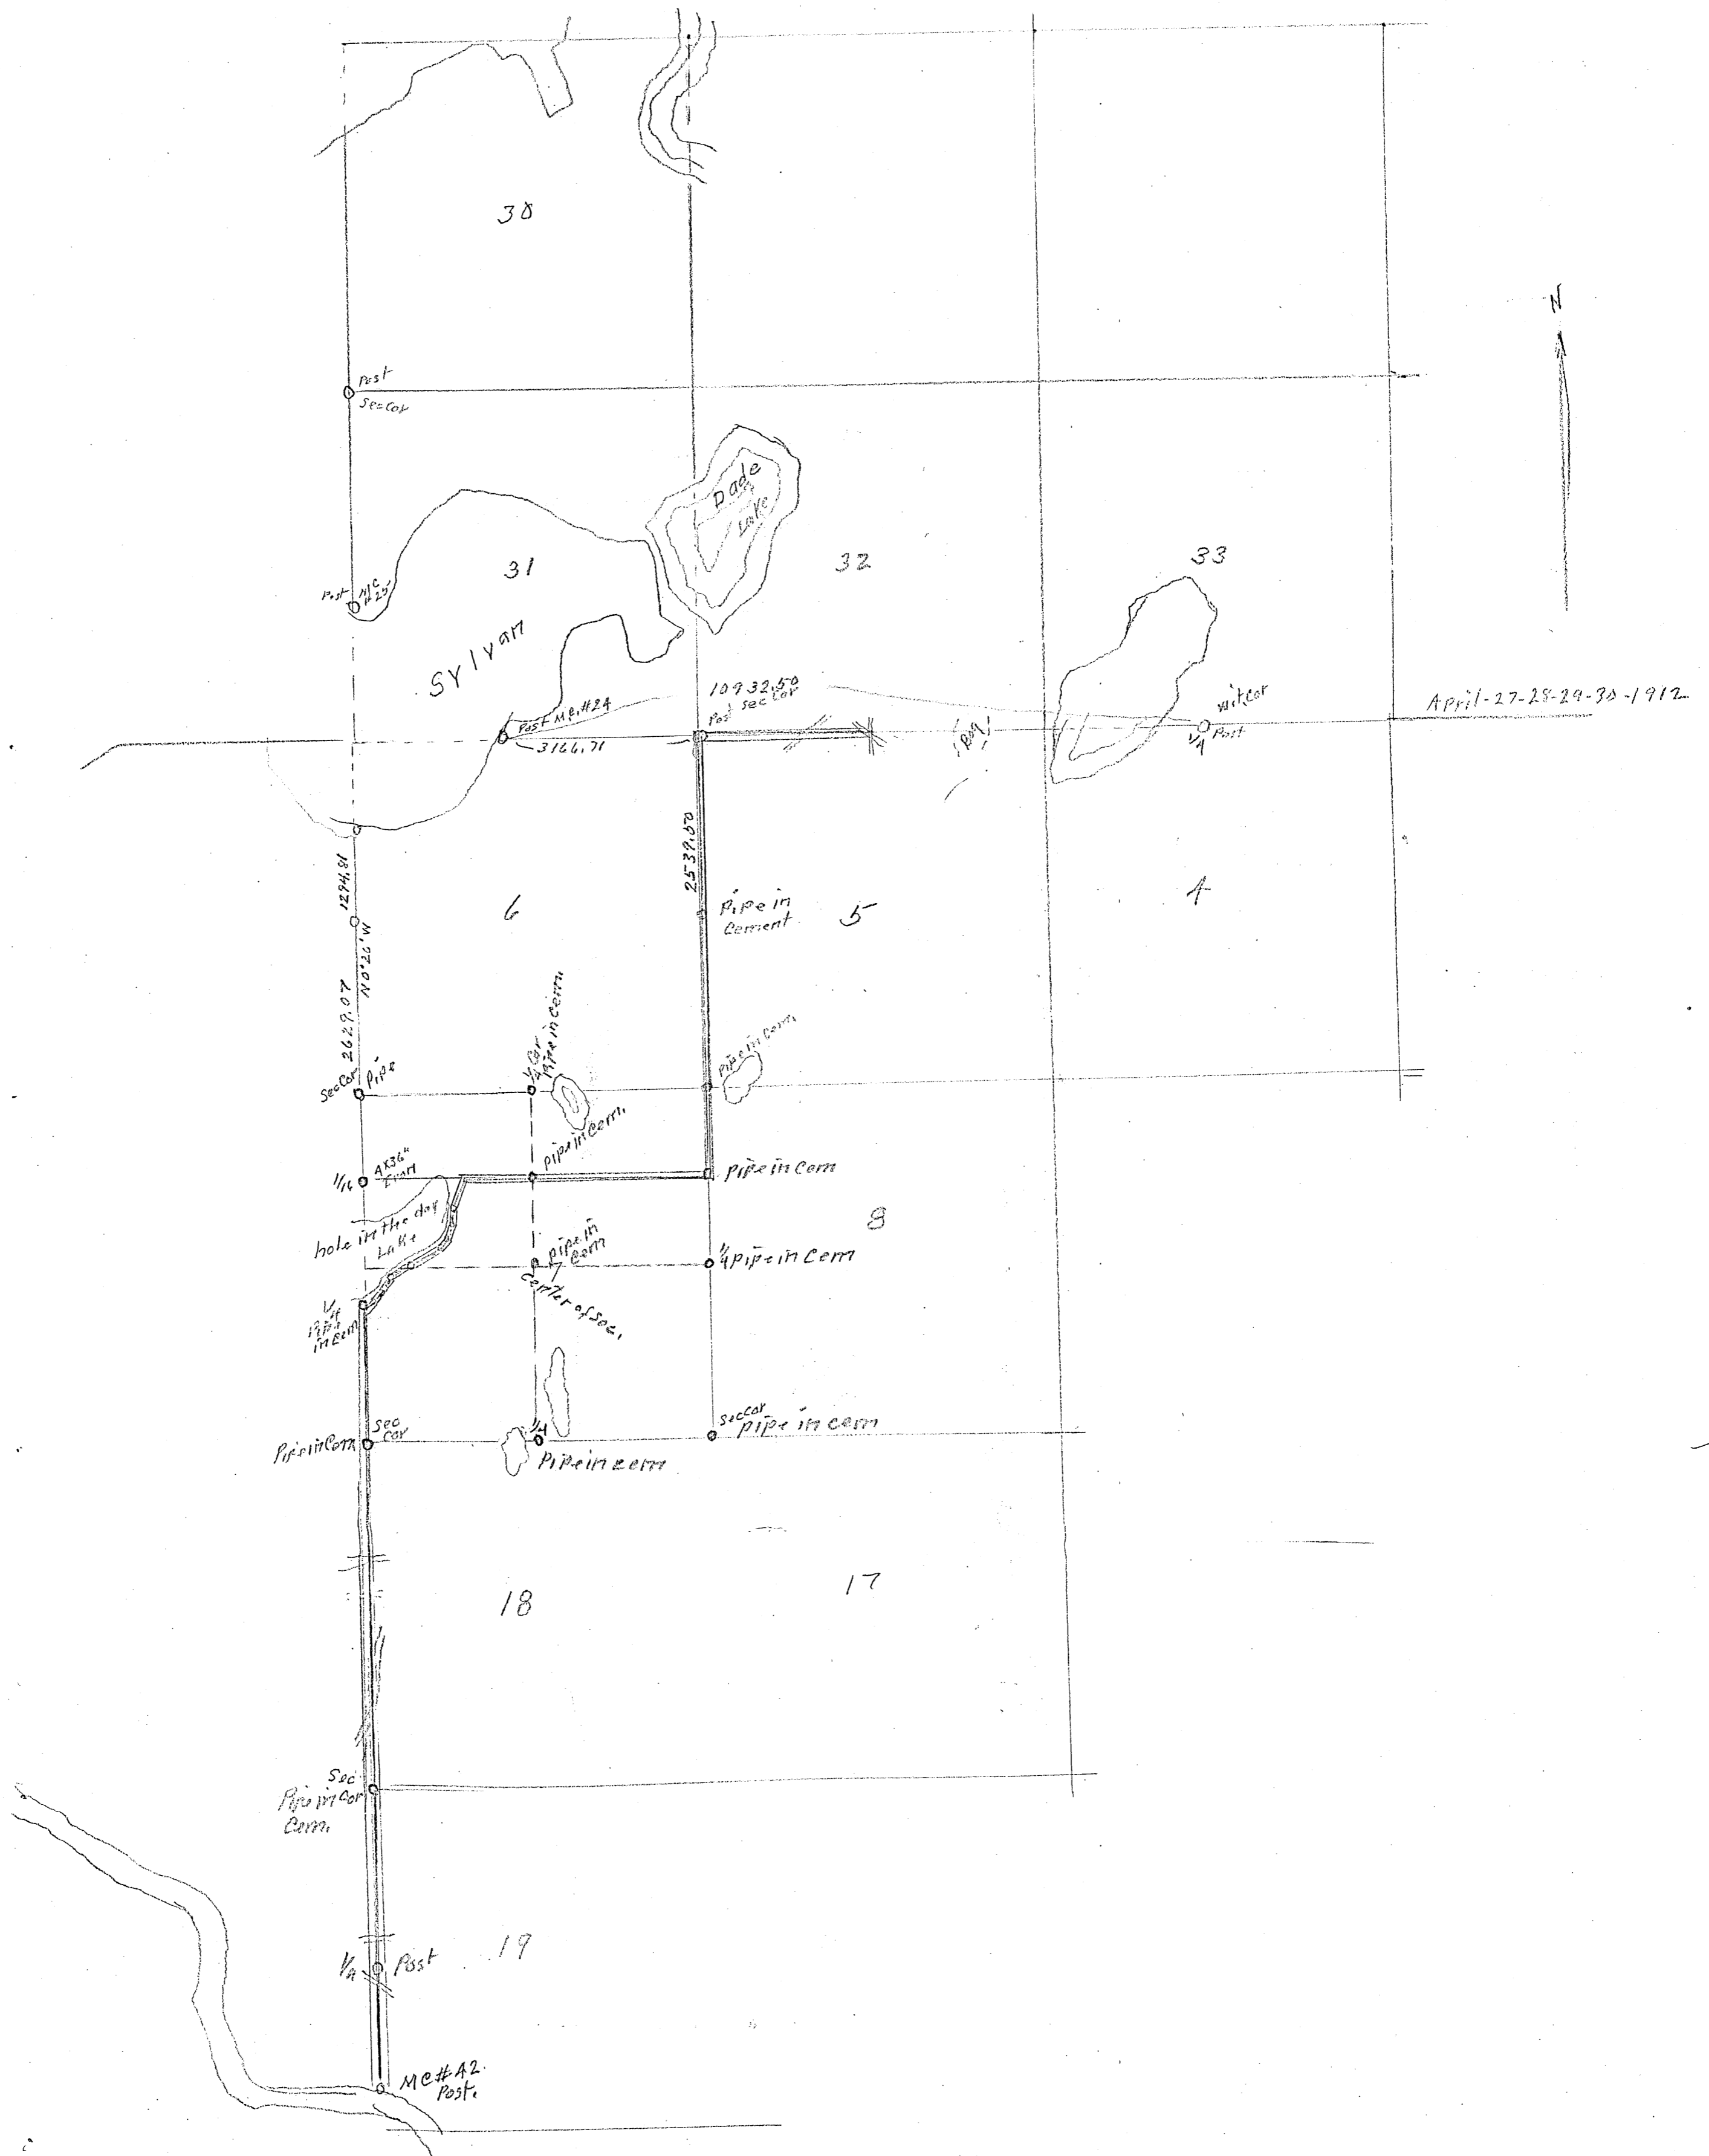 N
30
Post
Sec Cor
Dade
Lake
31
32
33
Post M C
# 25
Sylvan
10932.50
Post Sec Cor
Post M C. #24
3166.71
Wit Cor
1/4 Post
April-27-28-29-30-1912
1294.81
2539.50
6
Pipe in
Cement
5
4
N 0°26' W
2629.07
1/4 Cor
Pipe in cem.
Pipe in Cem.
Sec Cor Pipe
pipe in cem.
1/16
4X36"
Pipe in Cem
hole in the day
Lake
8
pipe in
Cem
7
Center of Sec.
1/4 Pipe in Cem
1/4
Pipe
in Cem
Sec
Cor
Pipe in Cem
1/4
Pipe in cem
Sec Cor
pipe in cem
18
17
Sec
Pipe in Cor
Cem.
1/4 Post
19
MC # 42.
Post.